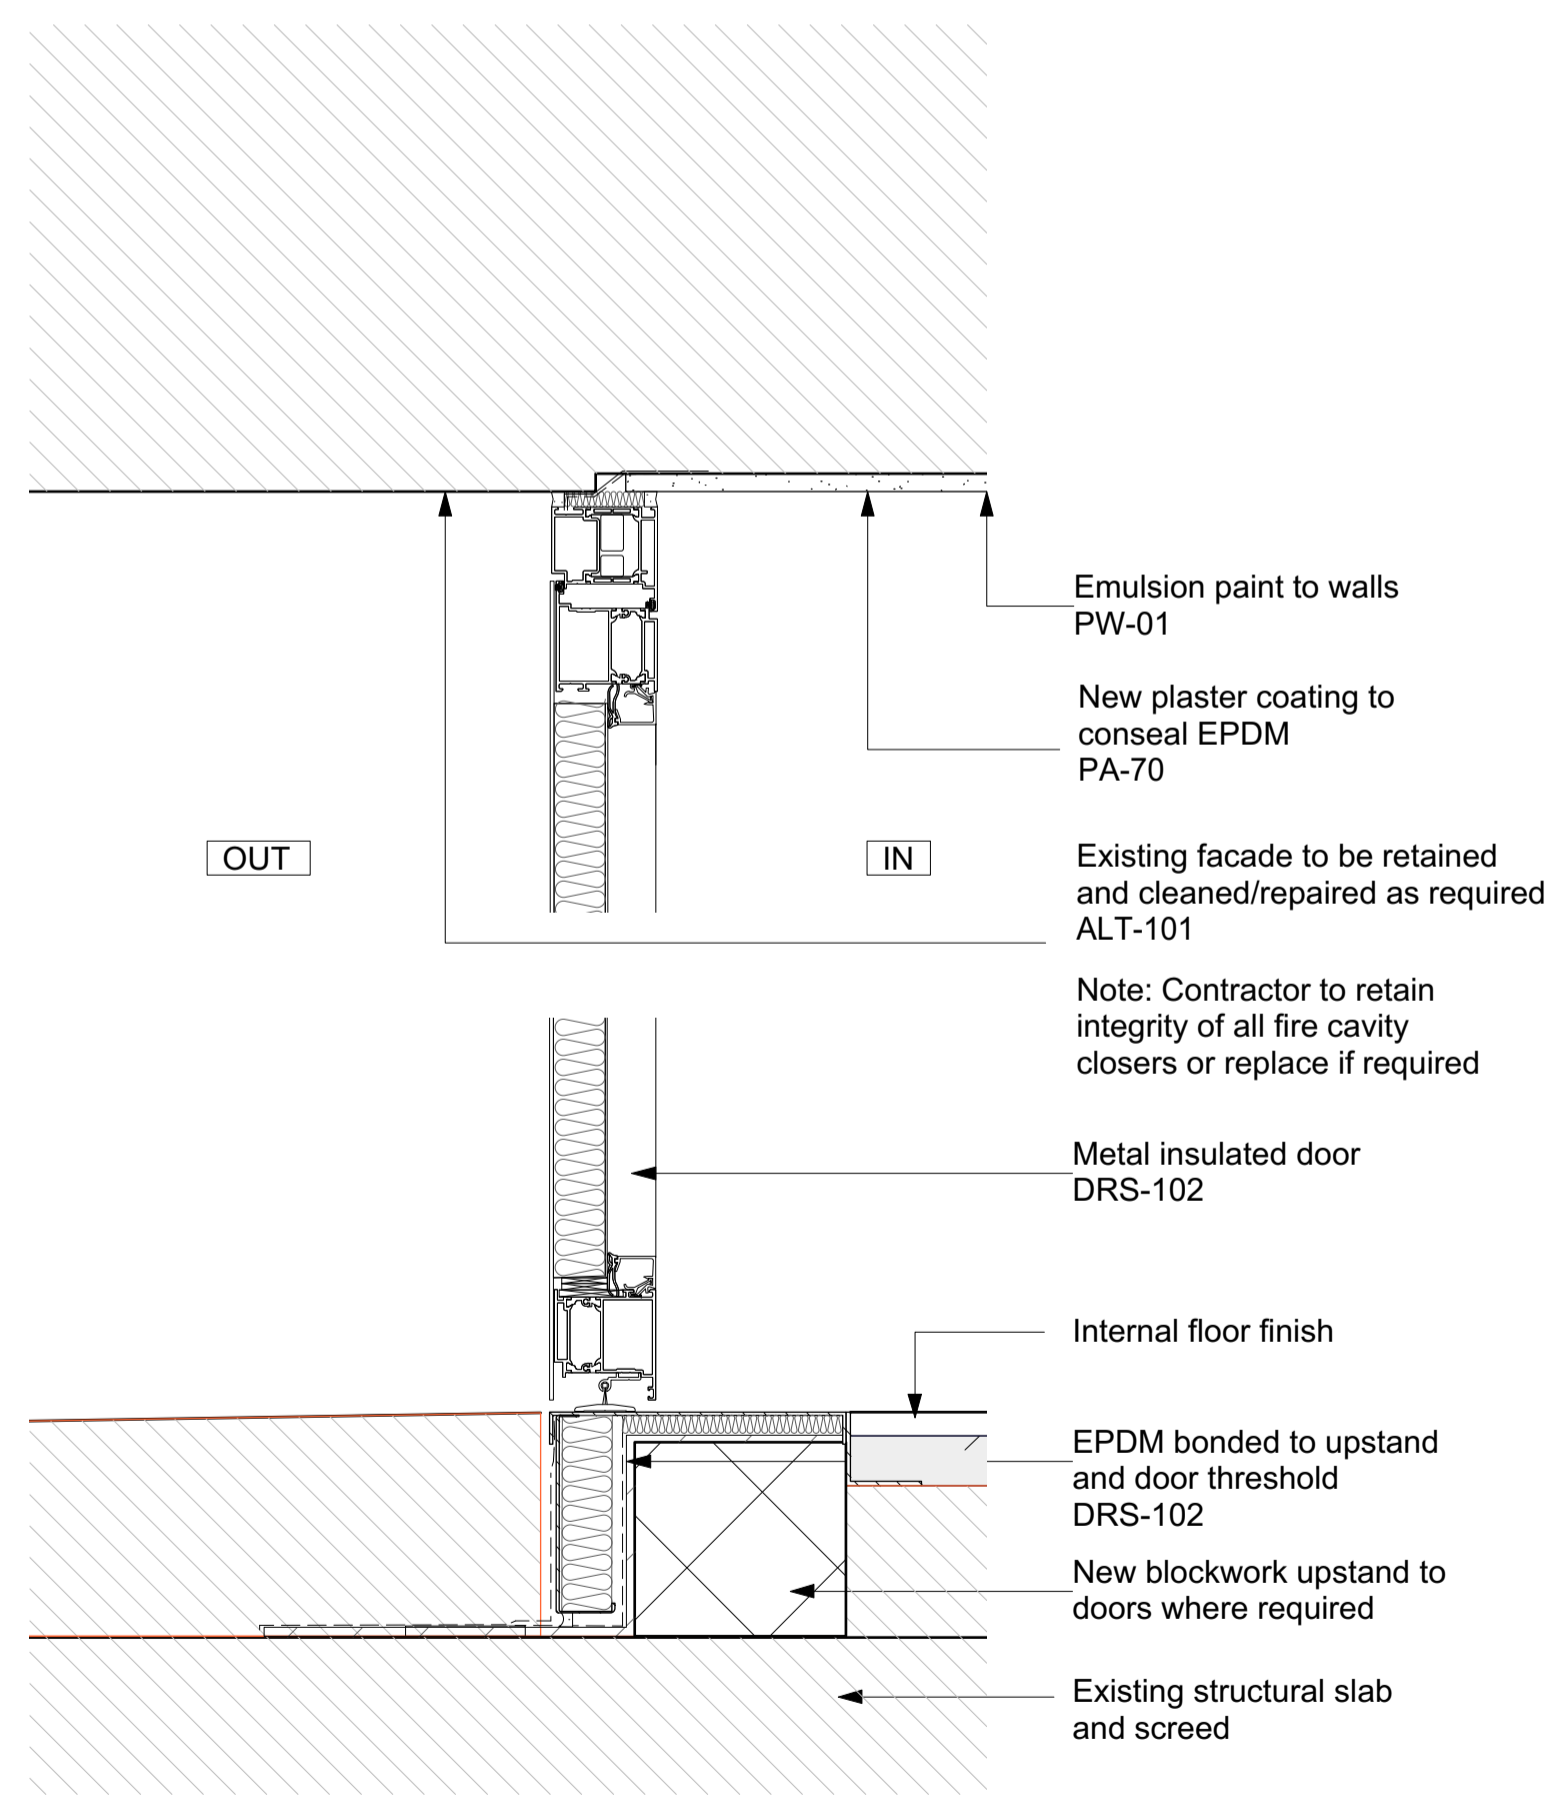 Emulsion paint to walls
PW-01
New plaster coating to
conseal EPDM
PA-70
OUT
IN
Existing facade to be retained
and cleaned/repaired as required
ALT-101
Note: Contractor to retain
integrity of all fire cavity
closers or replace if required
Metal insulated door
DRS-102
Internal floor finish
EPDM bonded to upstand
and door threshold
DRS-102
New blockwork upstand to
doors where required
Existing structural slab
and screed